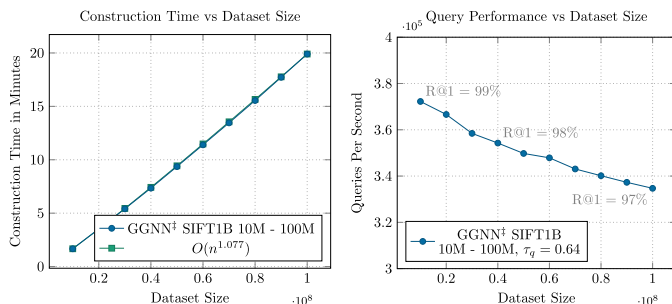 Construction Time vs Dataset Size
Construction Time in Minutes
20
15
10
5
0
GGNN‡ SIFT1B 10M - 100M
O(n^1.077)
0.2
0.4
0.6
0.8
1
·10^8
Dataset Size
Query Performance vs Dataset Size
·10^5
Queries Per Second
4
3.8
3.6
3.4
3.2
3
R@1 = 99%
R@1 = 98%
R@1 = 97%
GGNN‡ SIFT1B
10M - 100M, τ_q = 0.64
0.2
0.4
0.6
0.8
1
·10^8
Dataset Size